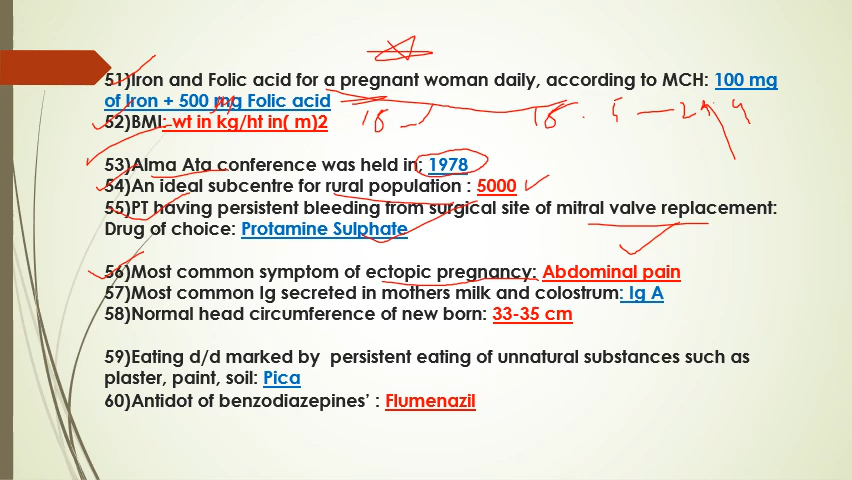 51)Iron and Folic acid for a pregnant woman daily, according to MCH: 100 mg
of Iron + 500 mg Folic acid
18 18. 5 — 24. 9
52)BMI: wt in kg/ht in( m)2
53)Alma Ata conference was held in: 1978
54)An ideal subcentre for rural population : 5000
55)PT having persistent bleeding from surgical site of mitral valve replacement:
Drug of choice: Protamine Sulphate
56)Most common symptom of ectopic pregnancy: Abdominal pain
57)Most common Ig secreted in mothers milk and colostrum: Ig A
58)Normal head circumference of new born: 33-35 cm
59)Eating d/d marked by persistent eating of unnatural substances such as
plaster, paint, soil: Pica
60)Antidot of benzodiazepines’ : Flumenazil